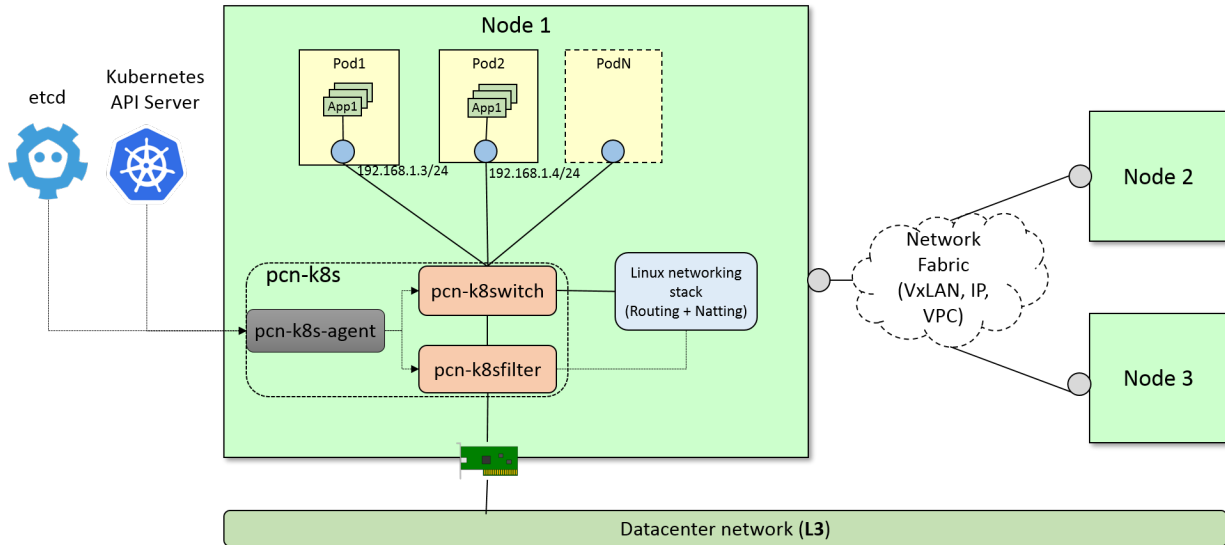 Node 1
etcd
Kubernetes
API Server
Pod1
App1
192.168.1.3/24
Pod2
App1
192.168.1.4/24
PodN
pcn-k8s
pcn-k8s-agent
pcn-k8switch
pcn-k8sfilter
Linux networking
stack
(Routing + Natting)
Network
Fabric
(VxLAN, IP,
VPC)
Node 2
Node 3
Datacenter network (L3)